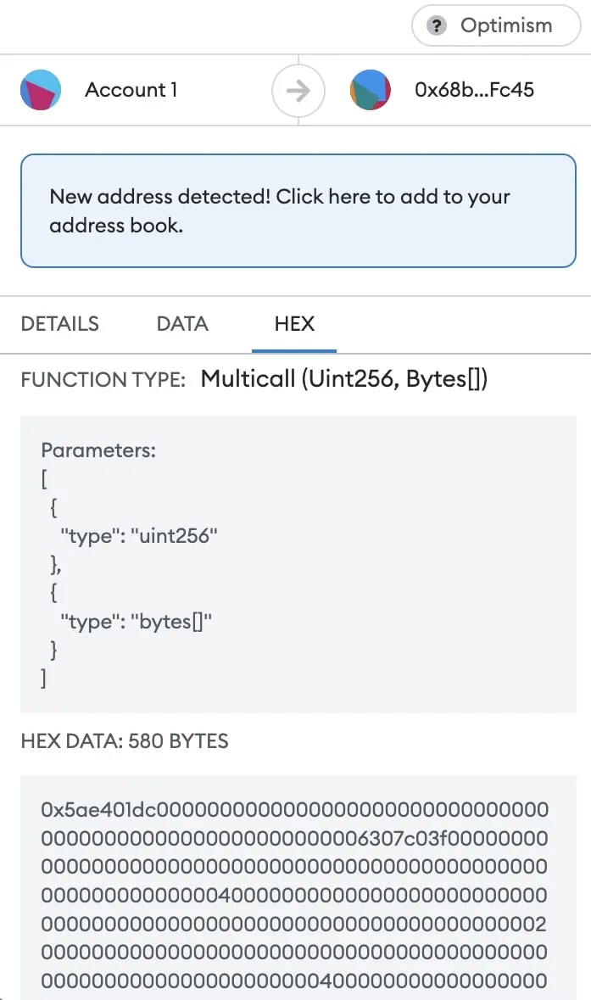 Optimism
Account 1
0x68b...Fc45
New address detected! Click here to add to your
address book.
DETAILS DATA HEX
FUNCTION TYPE: Multicall (Uint256, Bytes[])
Parameters:
[
{
"type": "uint256"
},
{
"type": "bytes[]"
}
]
HEX DATA: 580 BYTES
0x5ae401dc0000000000000000000000000000000
00000000000000000000000006307c03f00000000
0000000000000000000000000000000000000000
0000000000000040000000000000000000000000
0000000000000000000000000000000000000002
0000000000000000000000000000000000000000
0000000000000000000000400000000000000000